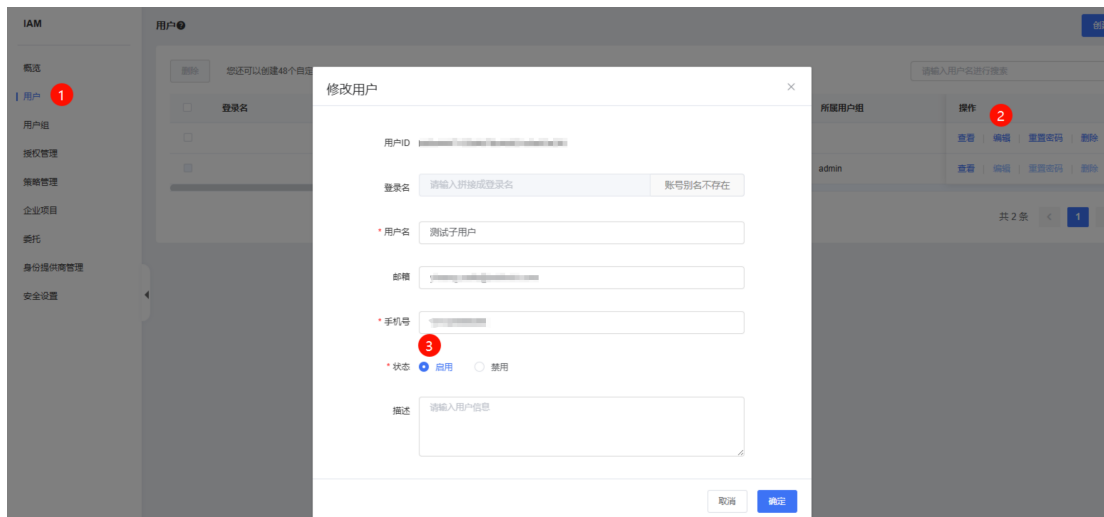 IAM
用户
创
概览
用户 1
用户组
授权管理
策略管理
企业项目
委托
身份提供商管理
安全设置
删除 您还可以创建48个自定
请输入用户名进行搜索
登录名 所属用户组 操作 2
查看 编辑 重置密码 删除
admin 查看 编辑 重置密码 删除
共 2 条 1
修改用户
用户ID
登录名 请输入拼接成登录名 账号别名不存在
* 用户名 测试子用户
邮箱
* 手机号
3
* 状态 启用 禁用
描述 请输入用户信息
取消 确定